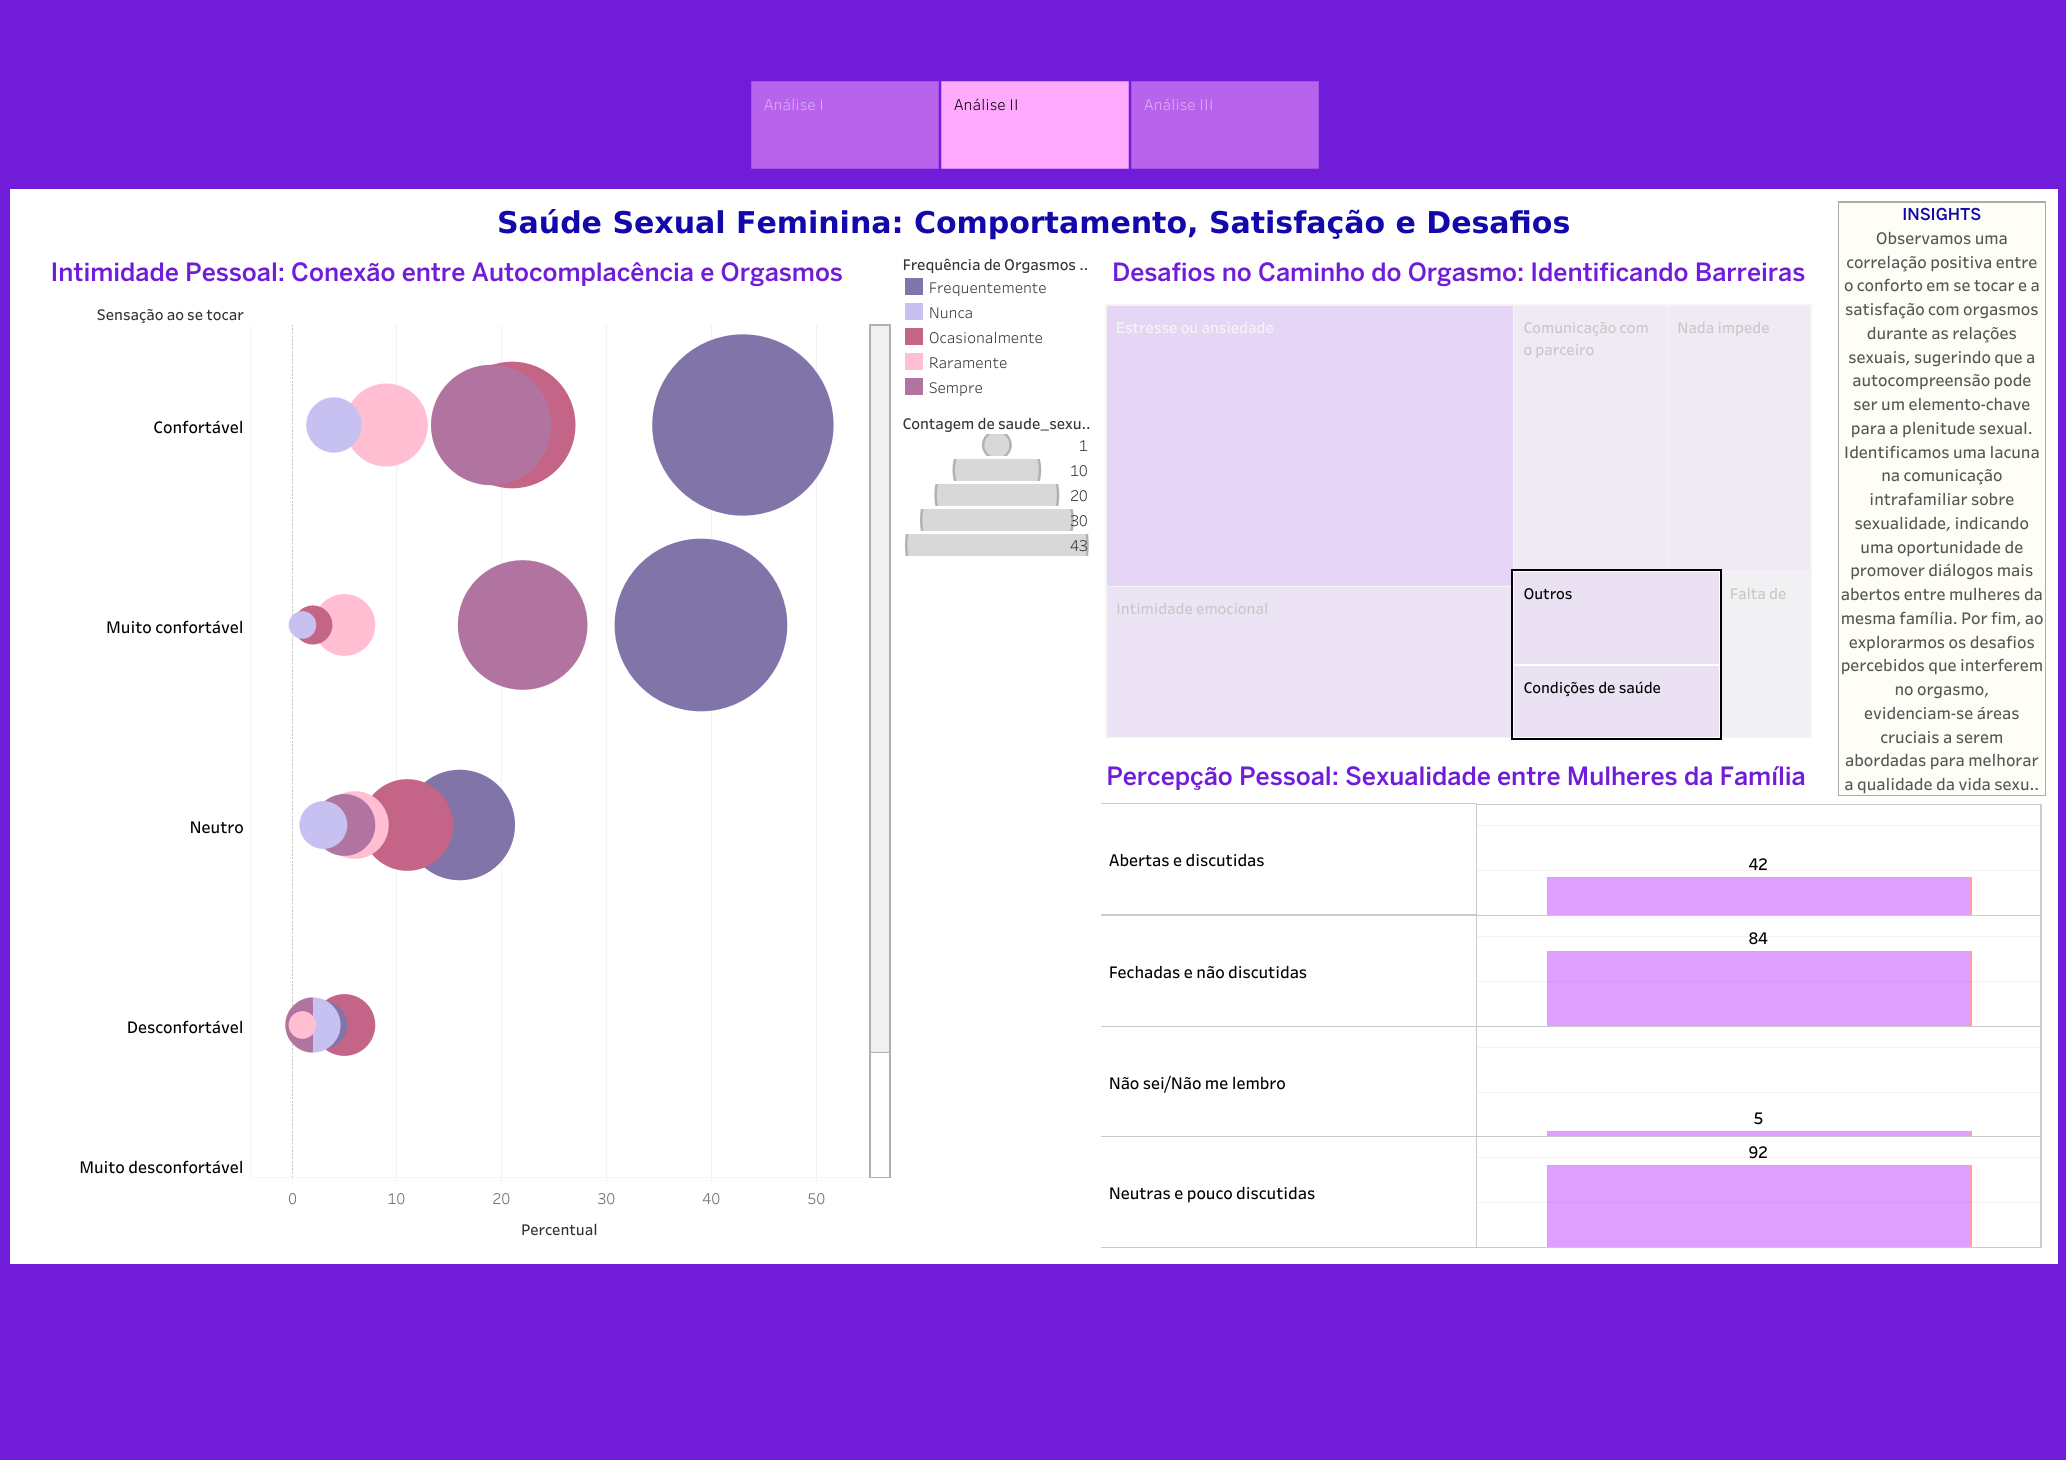 Análise I
Análise II
Análise III
Saúde Sexual Feminina: Comportamento, Satisfação e Desafios
Intimidade Pessoal: Conexão entre Autocomplacência e Orgasmos
Sensação ao se tocar
Confortável
Muito confortável
Neutro
Desconfortável
Muito desconfortável
0
10
20
30
40
50
Percentual
Frequência de Orgasmos ..
Frequentemente
Nunca
Ocasionalmente
Raramente
Sempre
Contagem de saude_sexu..
1
10
20
30
43
Desafios no Caminho do Orgasmo: Identificando Barreiras
Estresse ou ansiedade
Comunicação com
o parceiro
Nada impede
Intimidade emocional
Outros
Falta de
Condições de saúde
Percepção Pessoal: Sexualidade entre Mulheres da Família
Abertas e discutidas
42
Fechadas e não discutidas
84
Não sei/Não me lembro
5
Neutras e pouco discutidas
92
INSIGHTS
Observamos uma
correlação positiva entre
o conforto em se tocar e a
satisfação com orgasmos
durante as relações
sexuais, sugerindo que a
autocompreensão pode
ser um elemento-chave
para a plenitude sexual.
Identificamos uma lacuna
na comunicação
intrafamiliar sobre
sexualidade, indicando
uma oportunidade de
promover diálogos mais
abertos entre mulheres da
mesma família. Por fim, ao
explorarmos os desafios
percebidos que interferem
no orgasmo,
evidenciam-se áreas
cruciais a serem
abordadas para melhorar
a qualidade da vida sexu..